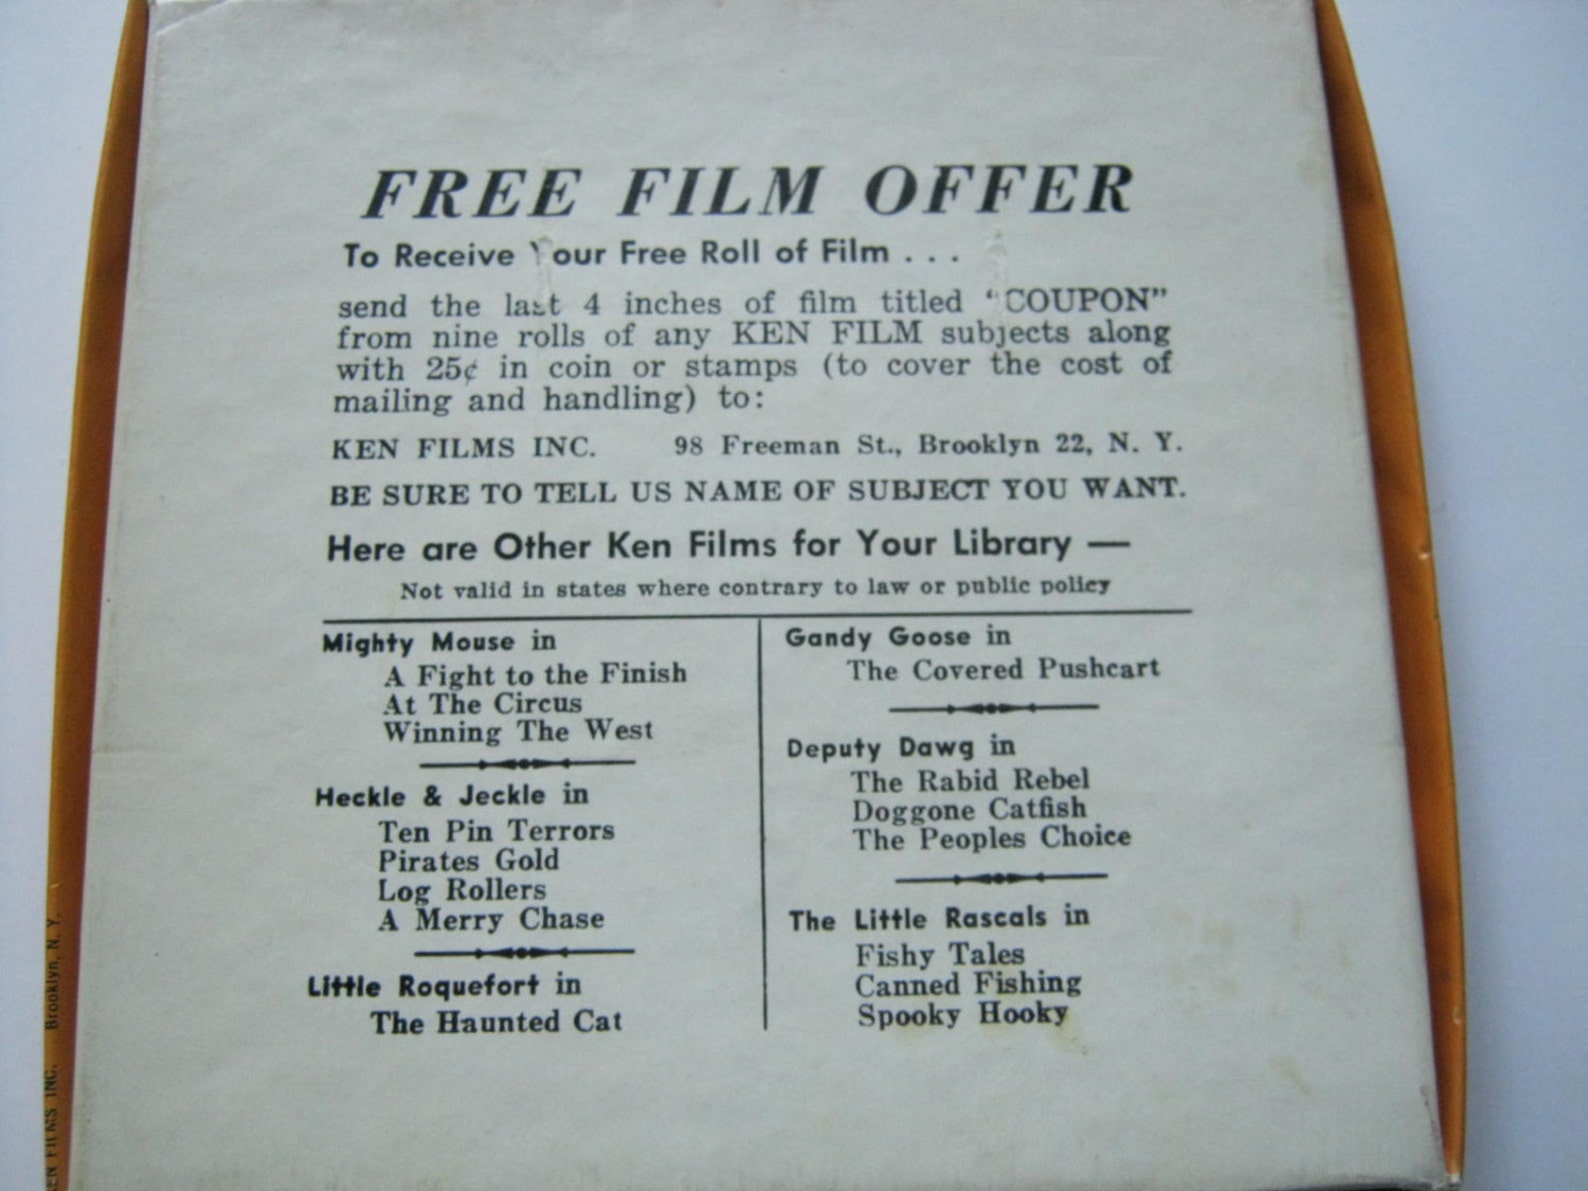 FREE FILM OFFER
To Receive Your Free Roll of Film . . .
send the last 4 inches of film titled "COUPON"
from nine rolls of any KEN FILM subjects along
with 25¢ in coin or stamps (to cover the cost of
mailing and handling) to:
KEN FILMS INC. 98 Freeman St., Brooklyn 22, N. Y.
BE SURE TO TELL US NAME OF SUBJECT YOU WANT.
Here are Other Ken Films for Your Library —
Not valid in states where contrary to law or public policy
Mighty Mouse in
A Fight to the Finish
At The Circus
Winning The West
Heckle & Jeckle in
Ten Pin Terrors
Pirates Gold
Log Rollers
A Merry Chase
Little Roquefort in
The Haunted Cat
Gandy Goose in
The Covered Pushcart
Deputy Dawg in
The Rabid Rebel
Doggone Catfish
The Peoples Choice
The Little Rascals in
Fishy Tales
Canned Fishing
Spooky Hooky
KEN FILMS INC. Brooklyn, N. Y.